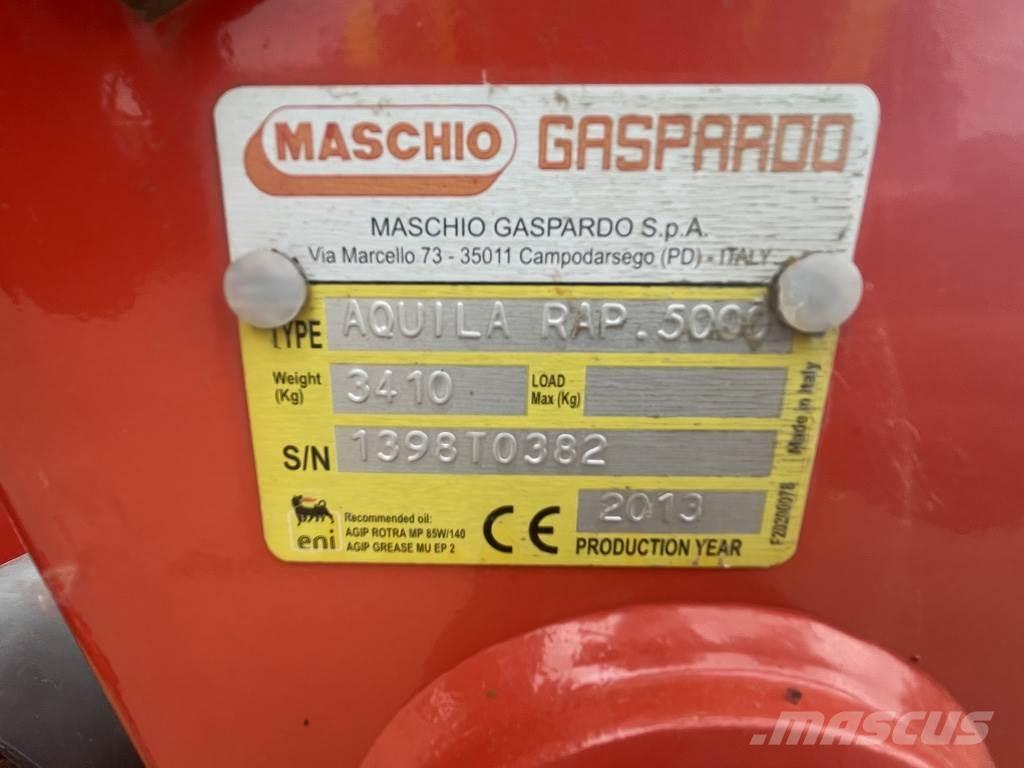 MASCHIO GASPARDO
MASCHIO GASPARDO S.p.A.
Via Marcello 73 - 35011 Campodarsego (PD) - ITALY
TYPE AQUILA RAP. 5000
Weight (Kg) 3410 LOAD Max (Kg)
S/N 1398T0382
2013
PRODUCTION YEAR
eni
Recommended oil:
AGIP ROTRA MP 85W/140
AGIP GREASE MU EP 2
CE
Made in Italy
F20200078
MASCUS